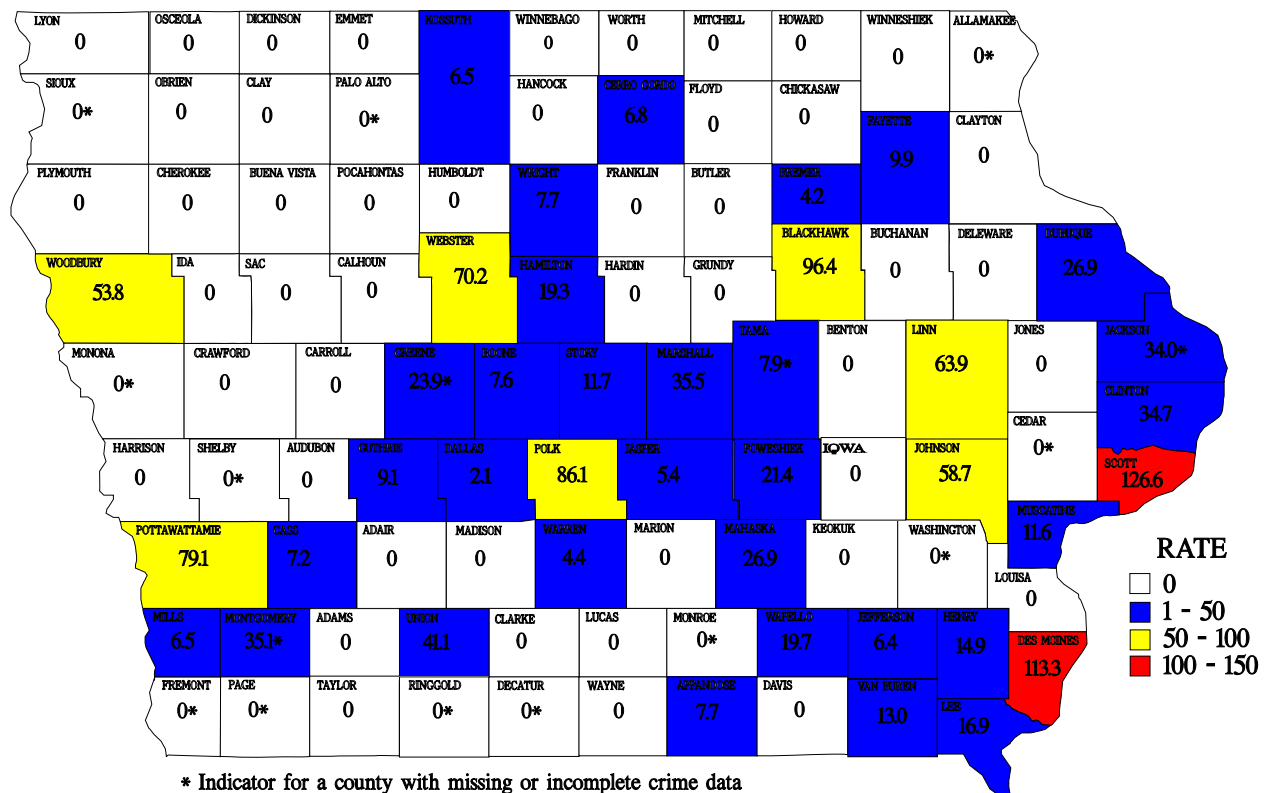 LYON OSCEOLA DICKINSON EMMET KOSSUTH WINNEBAGO WORTH MITCHELL HOWARD WINNESHIEK ALLAMAKEE
0 0 0 0 6.5 0 0 0 0 0 0*
SIOUX OBRIEN CLAY PALO ALTO HANCOCK CERRO GORDO FLOYD CHICKASAW
0* 0 0 0* 0 6.8 0 0
FAYETTE CLAYTON
9.9 0
PLYMOUTH CHEROKEE BUENA VISTA POCAHONTAS HUMBOLDT WRIGHT FRANKLIN BUTLER BREMER
0 0 0 0 0 7.7 0 0 4.2
WEBSTER BLACKHAWK BUCHANAN DELEWARE DUBUQUE
70.2 96.4 0 0 26.9
WOODBURY IDA SAC CALHOUN HAMILTON HARDIN GRUNDY
53.8 0 0 0 19.3 0 0
TAMA BENTON LINN JONES JACKSON
7.9* 0 63.9 0 34.0*
MONONA CRAWFORD CARROLL GREENE BOONE STORY MARSHALL
0* 0 0 23.9* 7.6 11.7 35.5
CLINTON
34.7
CEDAR
0*
HARRISON SHELBY AUDUBON GUTHRIE DALLAS POLK JASPER POWESHIEK IQWA JOHNSON
0 0* 0 9.1 2.1 86.1 5.4 21.4 0 58.7
SCOTT
126.6
MUSCATINE
11.6
POTTAWATTAMIE CASS ADAIR MADISON WARREN MARION MAHASKA KEOKUK WASHINGTON
79.1 7.2 0 0 4.4 0 26.9 0 0*
LOUISA
0
MILLS MONTGOMERY ADAMS UNION CLARKE LUCAS MONROE WAPELLO JEFFERSON HENRY
6.5 35.1* 0 41.1 0 0 0* 19.7 6.4 14.9
DES MOINES
113.3
FREMONT PAGE TAYLOR RINGGOLD DECATUR WAYNE APPANOOSE DAVIS VAN BUREN
0* 0* 0 0* 0* 0 7.7 0 13.0
LEE
16.9
RATE
0
1 - 50
50 - 100
100 - 150
* Indicator for a county with missing or incomplete crime data